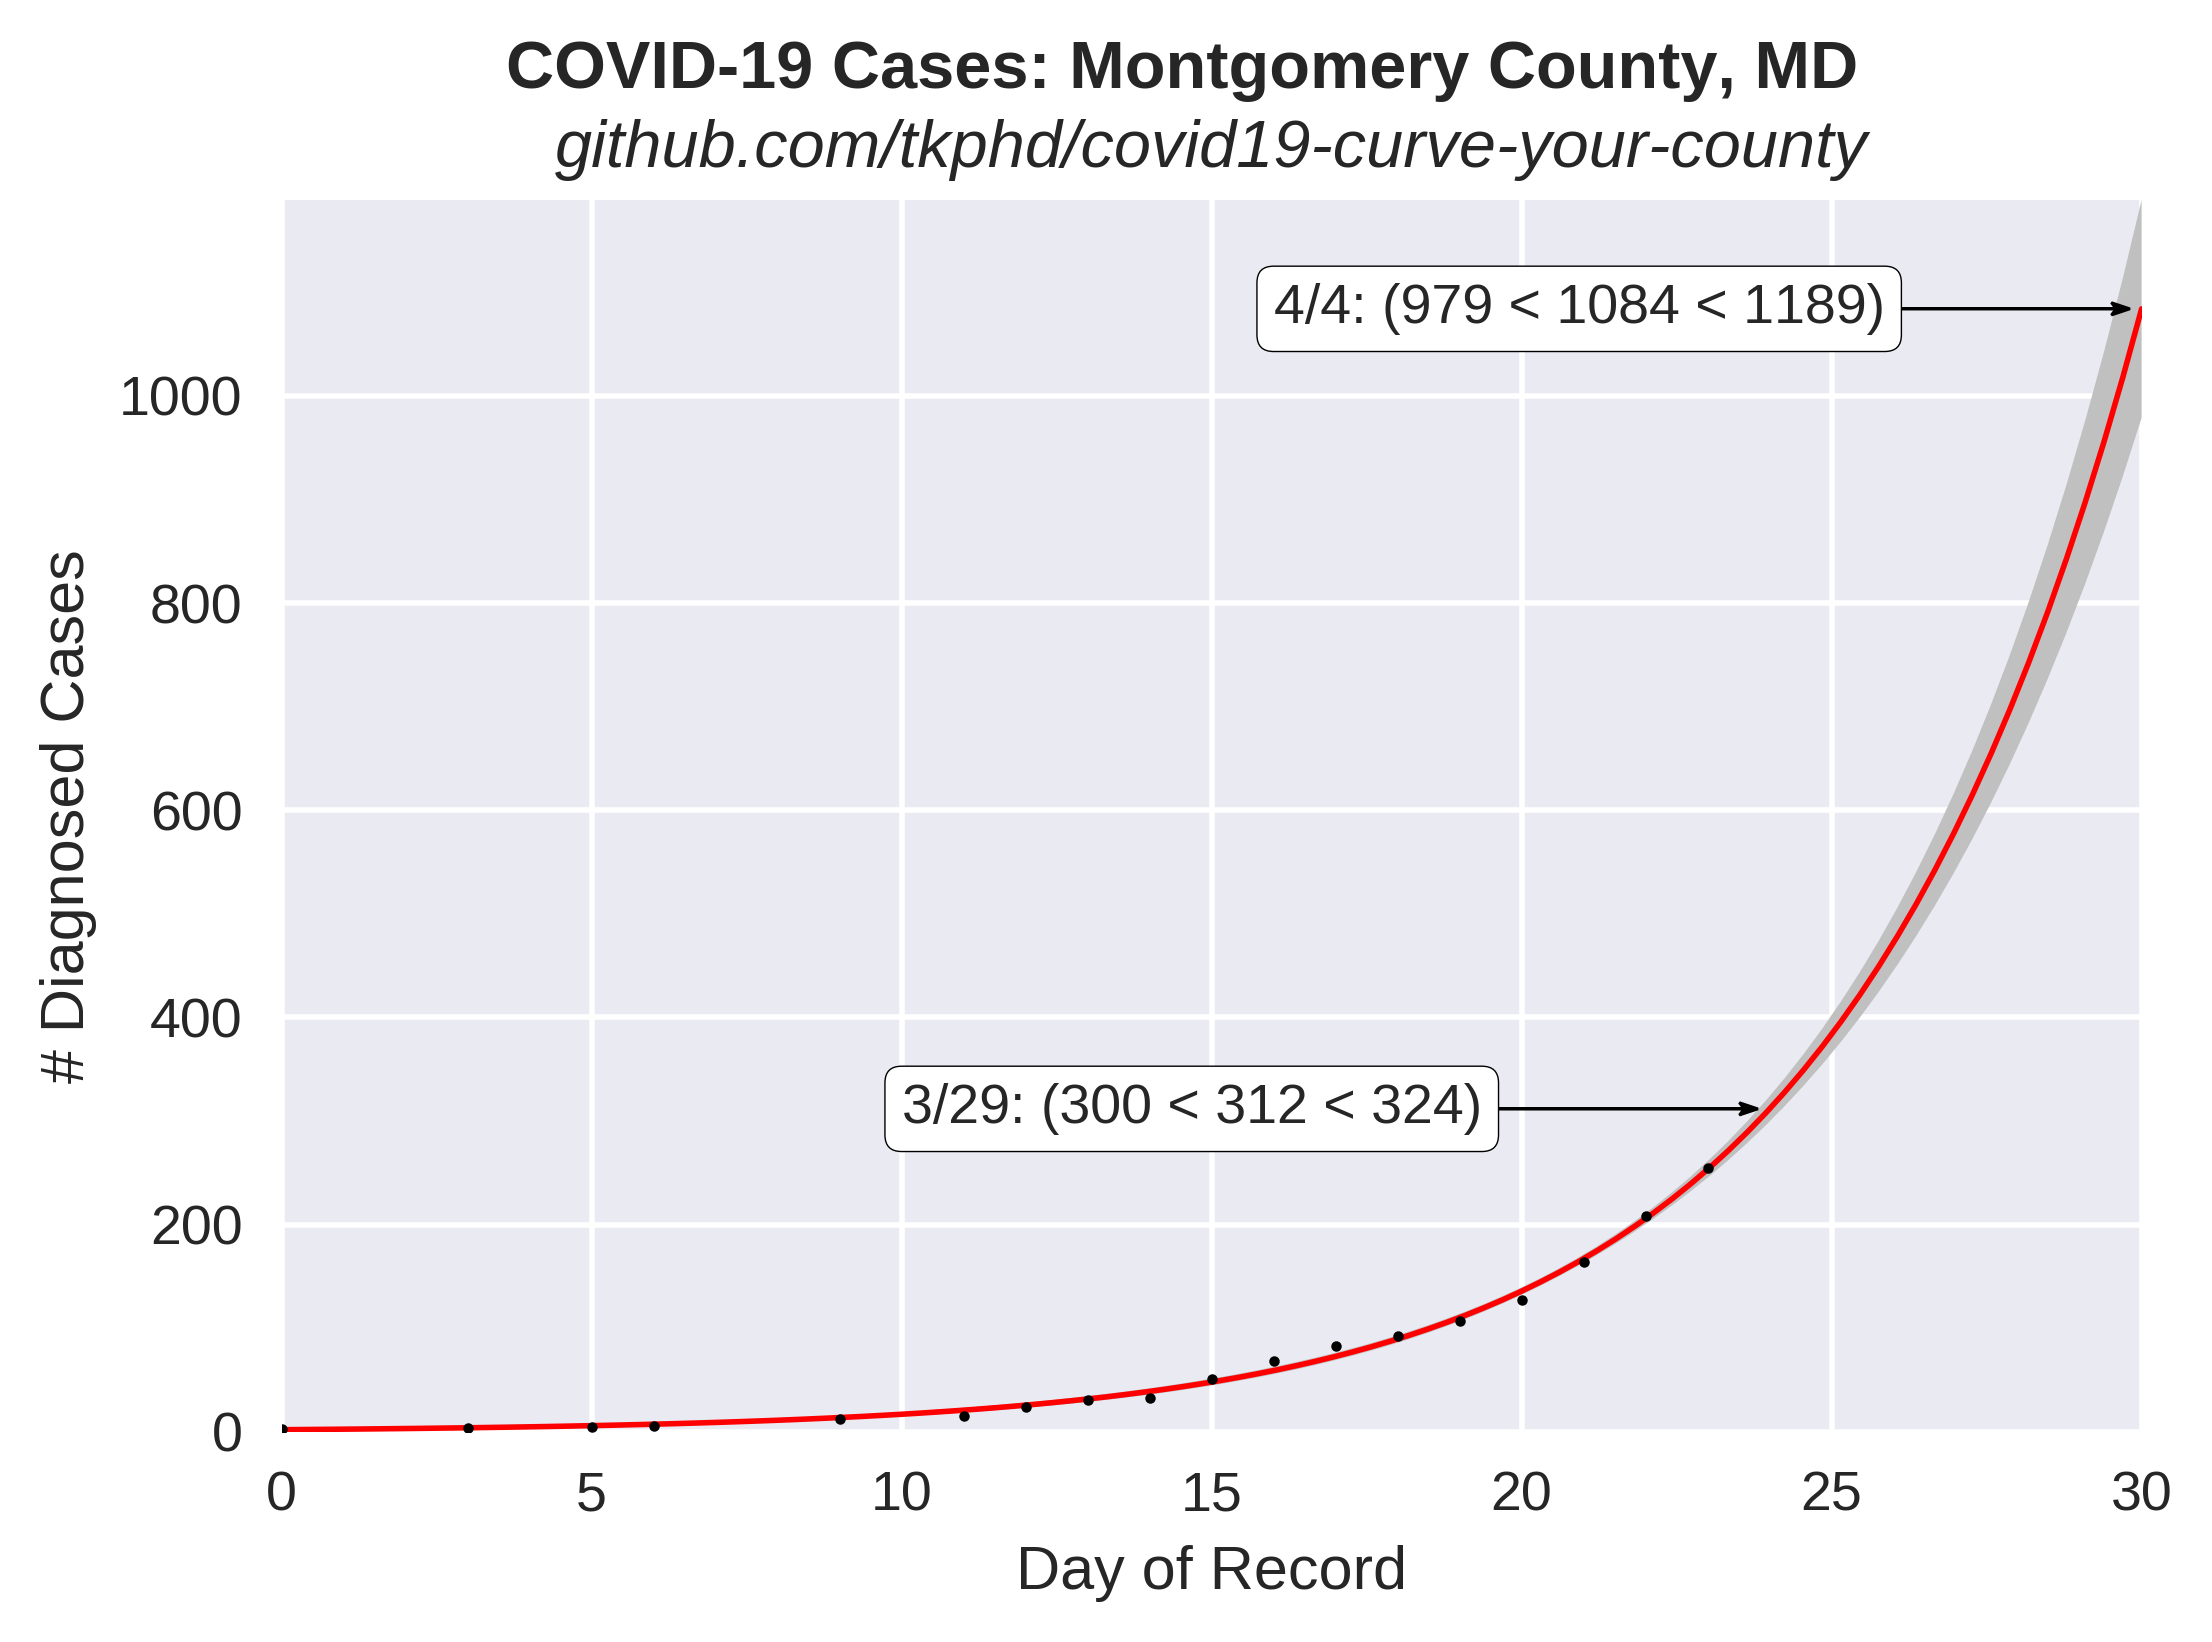 COVID-19 Cases: Montgomery County, MD
github.com/tkphd/covid19-curve-your-county
4/4: (979 < 1084 < 1189)
1000
800
600
400
3/29: (300 < 312 < 324)
200
0
# Diagnosed Cases
0 5 10 15 20 25 30
Day of Record